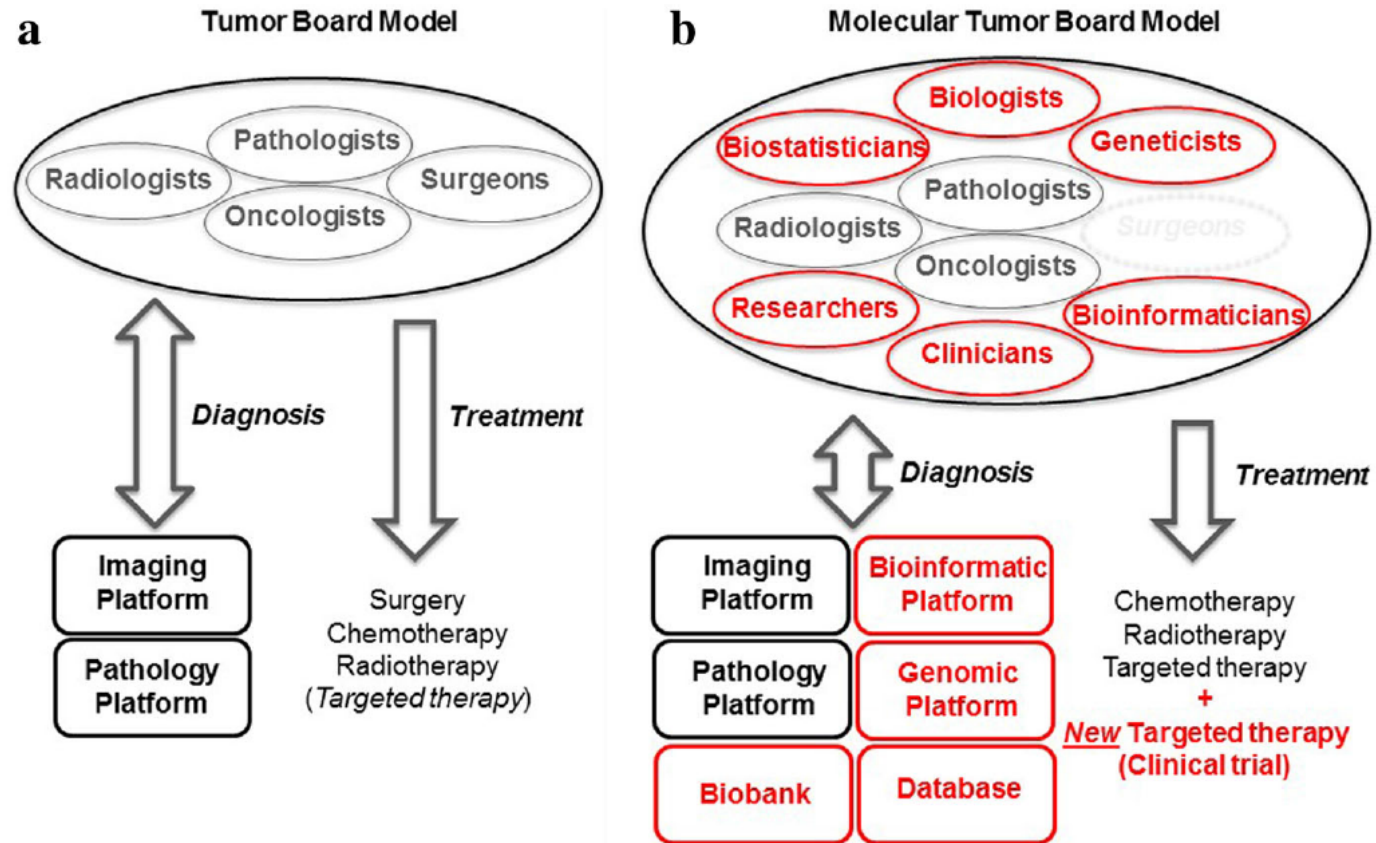 a
Tumor Board Model
Pathologists
Radiologists
Surgeons
Oncologists
Diagnosis
Treatment
Imaging
Platform
Pathology
Platform
Surgery
Chemotherapy
Radiotherapy
(Targeted therapy)
b
Molecular Tumor Board Model
Biologists
Biostatisticians
Geneticists
Pathologists
Radiologists
Surgeons
Oncologists
Researchers
Bioinformaticians
Clinicians
Diagnosis
Treatment
Imaging
Platform
Bioinformatic
Platform
Pathology
Platform
Genomic
Platform
Biobank
Database
Chemotherapy
Radiotherapy
Targeted therapy
+
New Targeted therapy
(Clinical trial)